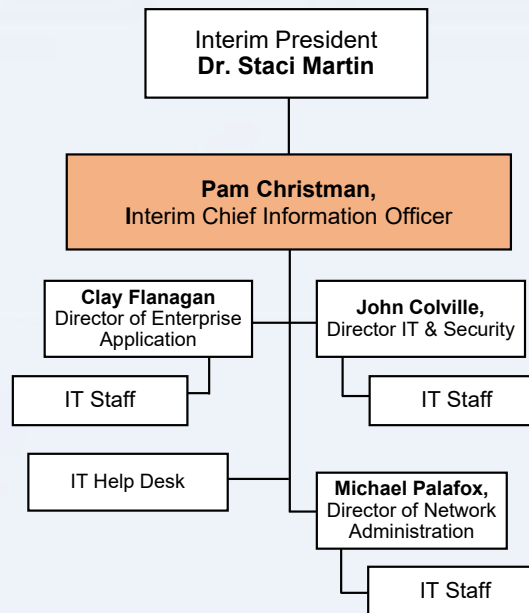 Interim President
Dr. Staci Martin
Pam Christman,
Interim Chief Information Officer
Clay Flanagan
Director of Enterprise
Application
John Colville,
Director IT & Security
IT Staff
IT Staff
IT Help Desk
Michael Palafox,
Director of Network
Administration
IT Staff